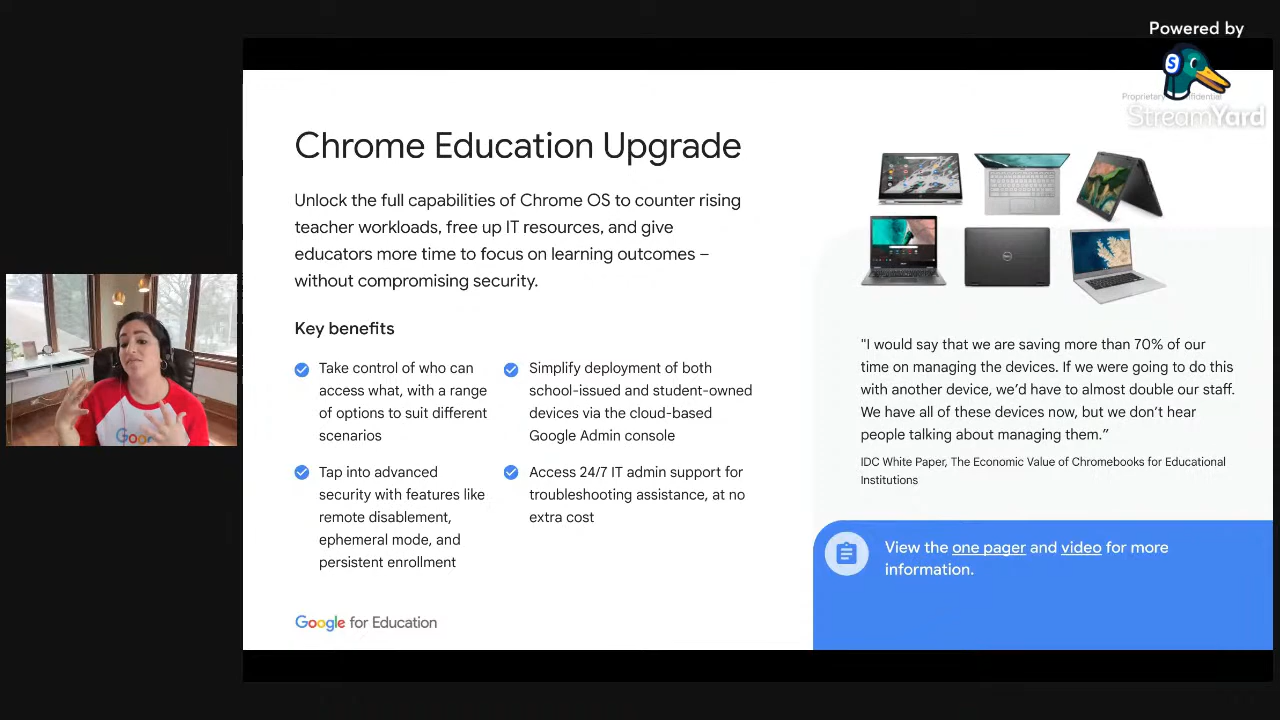 Powered by
S
StreamYard
Proprietary
Chrome Education Upgrade
Unlock the full capabilities of Chrome OS to counter rising
teacher workloads, free up IT resources, and give
educators more time to focus on learning outcomes –
without compromising security.
Key benefits
Take control of who can
access what, with a range
of options to suit different
scenarios
Tap into advanced
security with features like
remote disablement,
ephemeral mode, and
persistent enrollment
Simplify deployment of both
school-issued and student-owned
devices via the cloud-based
Google Admin console
Access 24/7 IT admin support for
troubleshooting assistance, at no
extra cost
Google for Education
"I would say that we are saving more than 70% of our
time on managing the devices. If we were going to do this
with another device, we’d have to almost double our staff.
We have all of these devices now, but we don’t hear
people talking about managing them.”
IDC White Paper, The Economic Value of Chromebooks for Educational
Institutions
View the one pager and video for more
information.